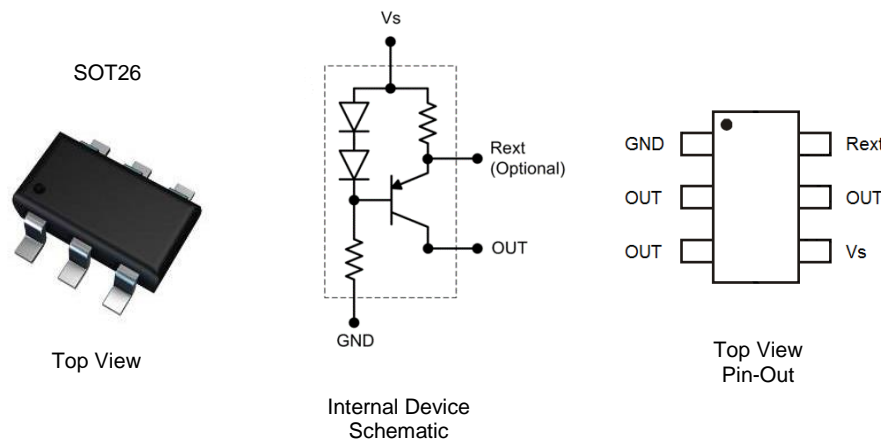 SOT26
Top View
Vs
Rext
(Optional)
OUT
GND
Internal Device
Schematic
GND
Rext
OUT
OUT
OUT
Vs
Top View
Pin-Out